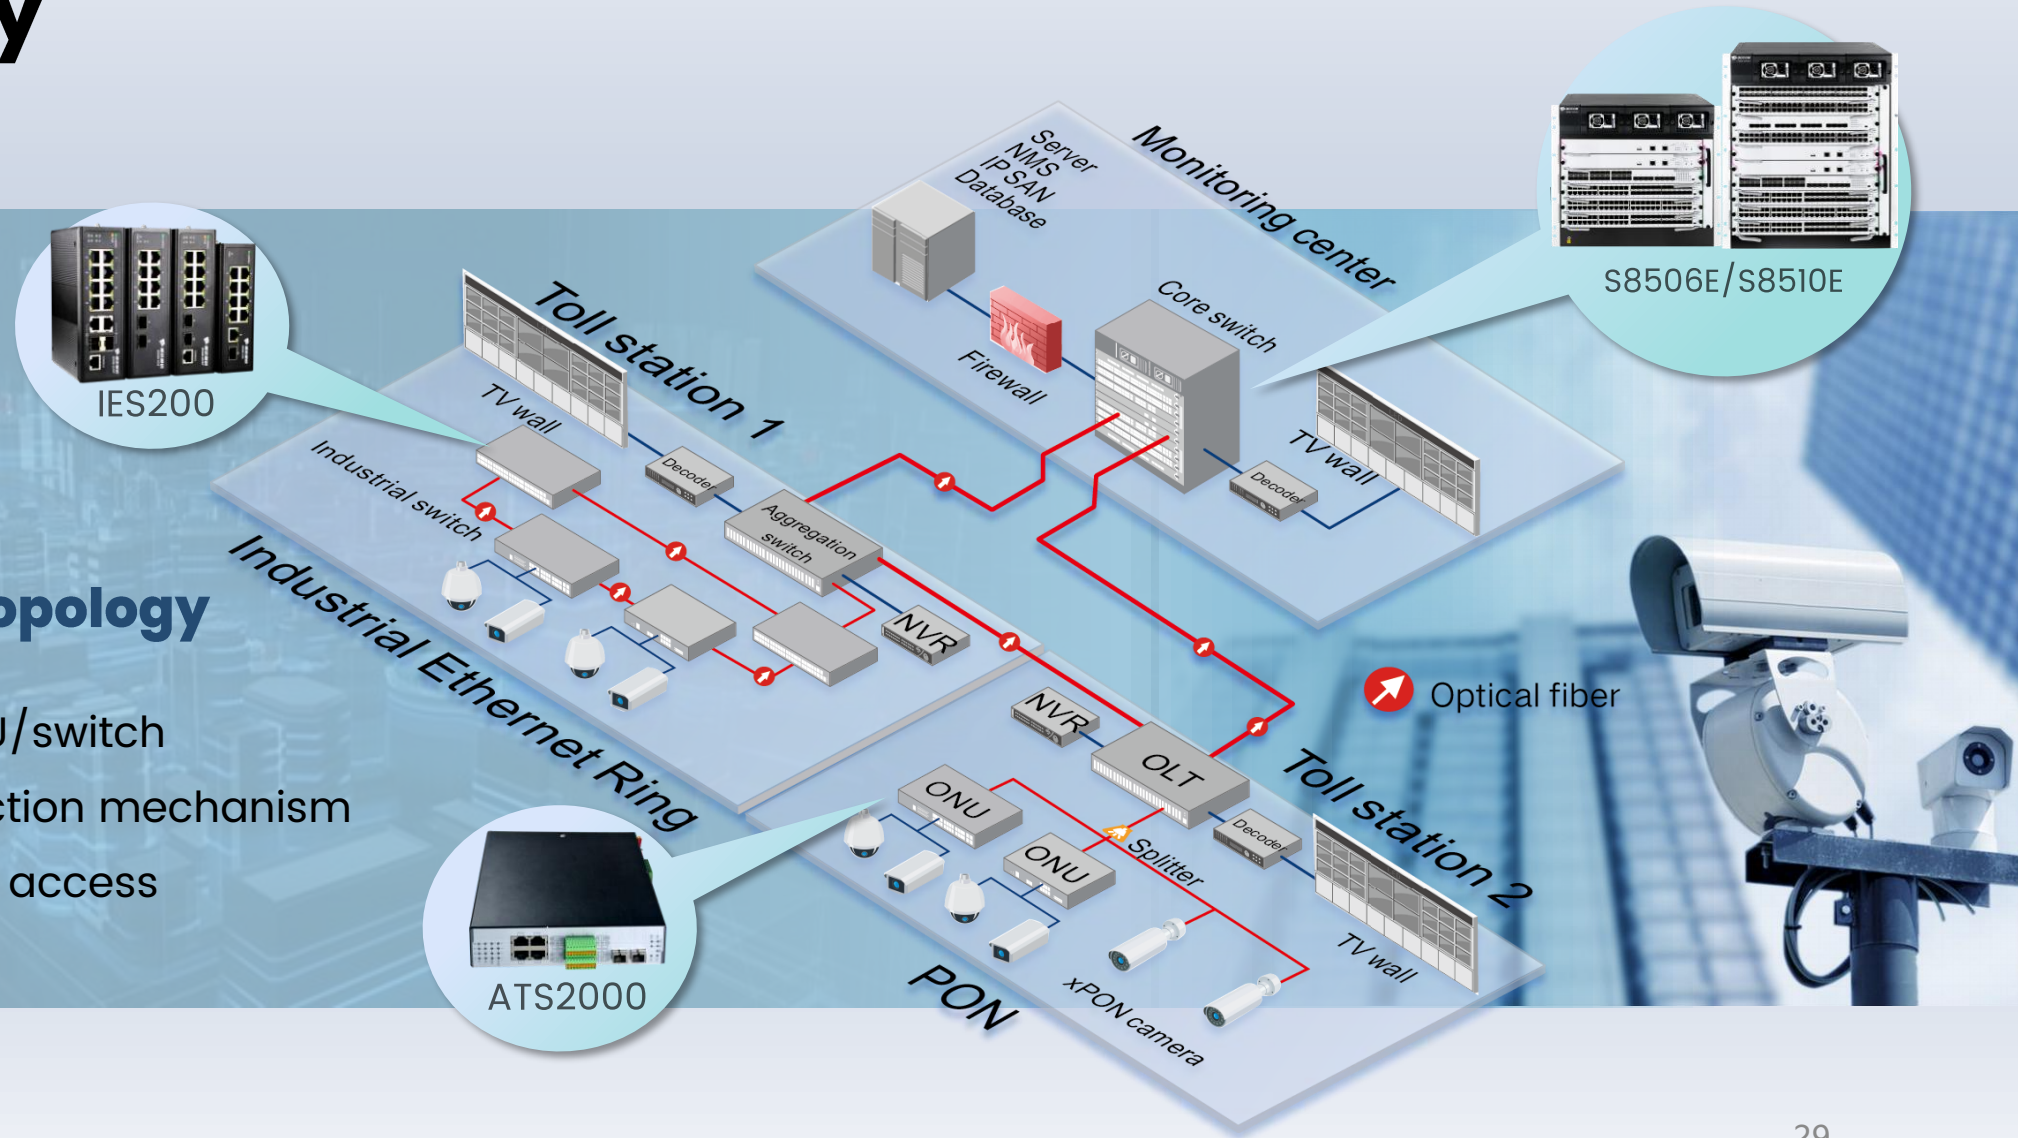 y
Server
NMS
IP SAN
Database
Monitoring center
S8506E/S8510E
Core switch
Firewall
TV wall
Decoder
IES200
Toll station 1
TV wall
Industrial switch
Decoder
Aggregation
switch
NVR
Industrial Ethernet Ring
opology
/switch
ction mechanism
access
Optical fiber
NVR
OLT
Toll station 2
ONU
ONU
Splitter
Decoder
TV wall
xPON camera
PON
ATS2000
29